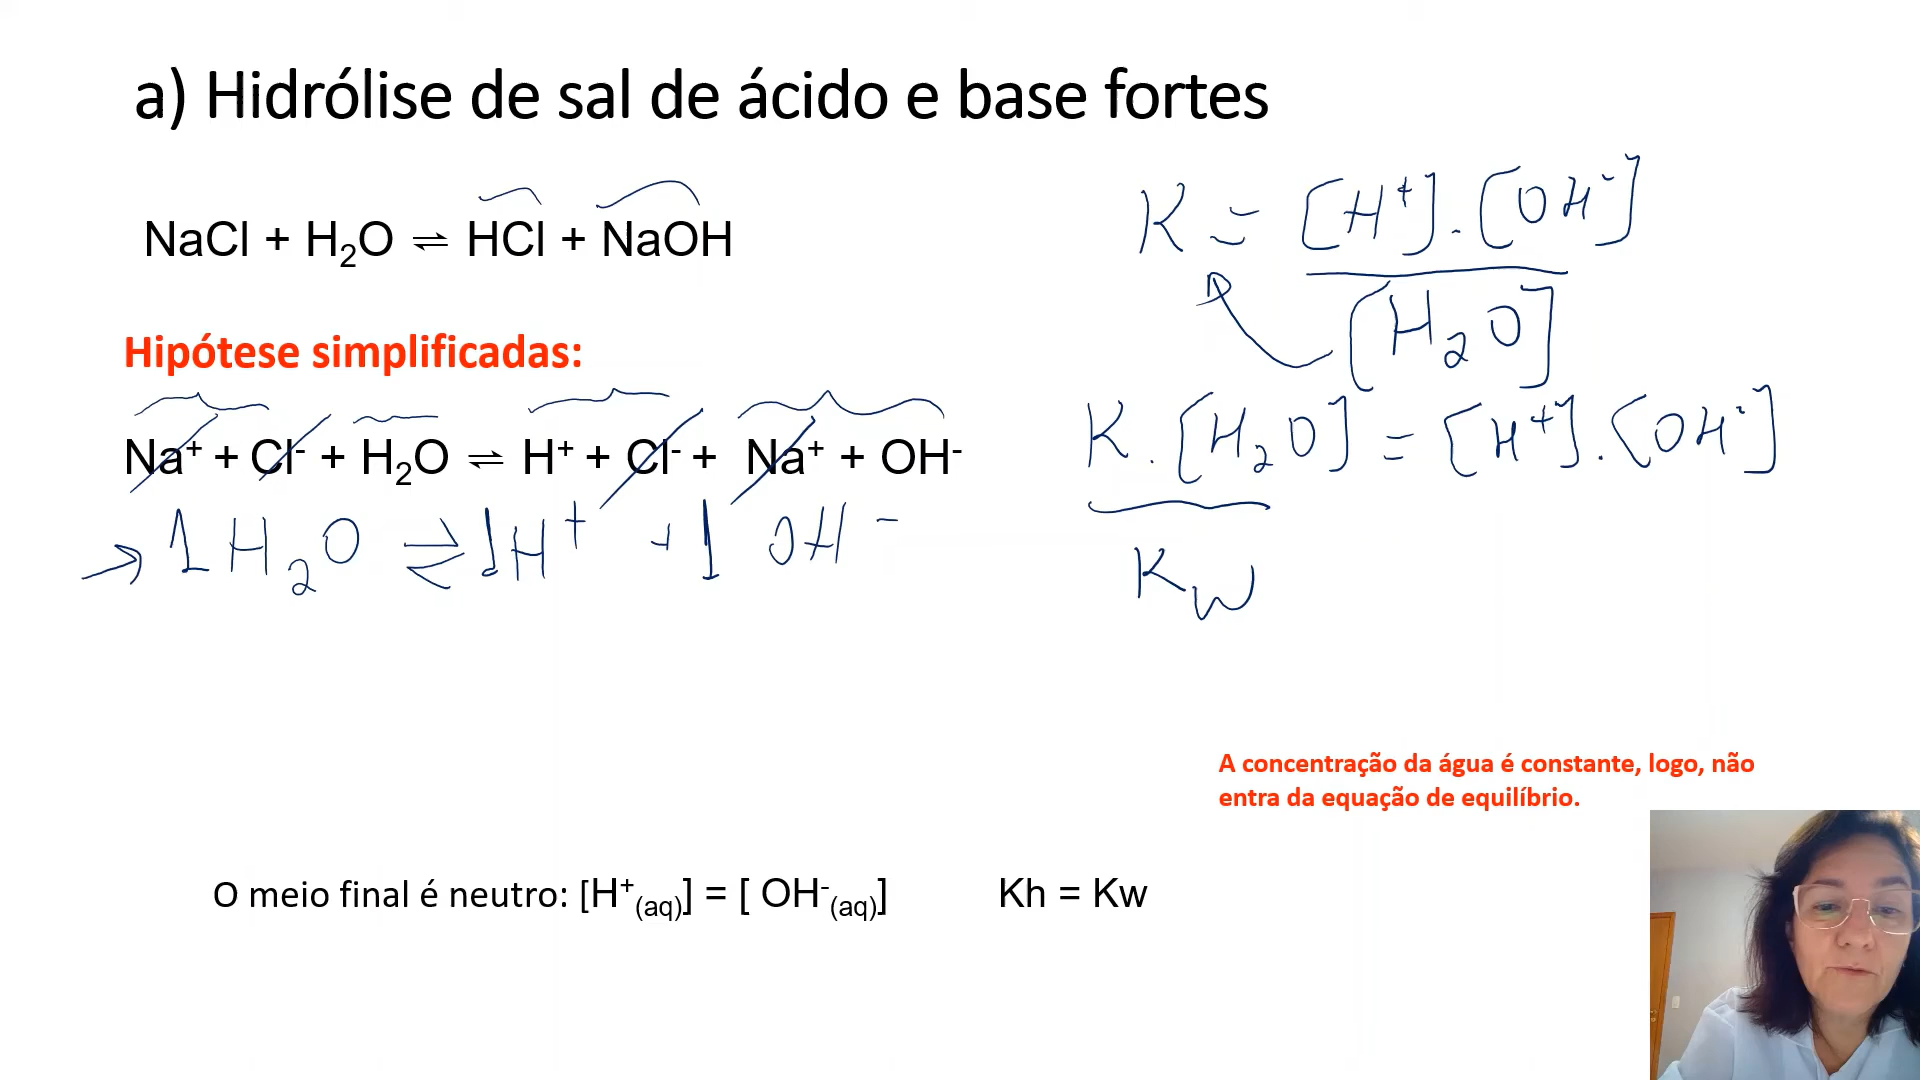 a) Hidrólise de sal de ácido e base fortes
NaCl + H₂O ⇌ HCl + NaOH
Hipótese simplificadas:
Na⁺ + Cl⁻ + H₂O ⇌ H⁺ + Cl⁻ + Na⁺ + OH⁻
→ 1 H₂O ⇌ 1H⁺ + 1 OH⁻
K = [H⁺] . [OH⁻]
[H₂O]
K . [H₂O] = [H⁺] . [OH⁻]
Kw
A concentração da água é constante, logo, não
entra da equação de equilíbrio.
O meio final é neutro: [H⁺₍aq₎] = [ OH⁻₍aq₎] Kh = Kw